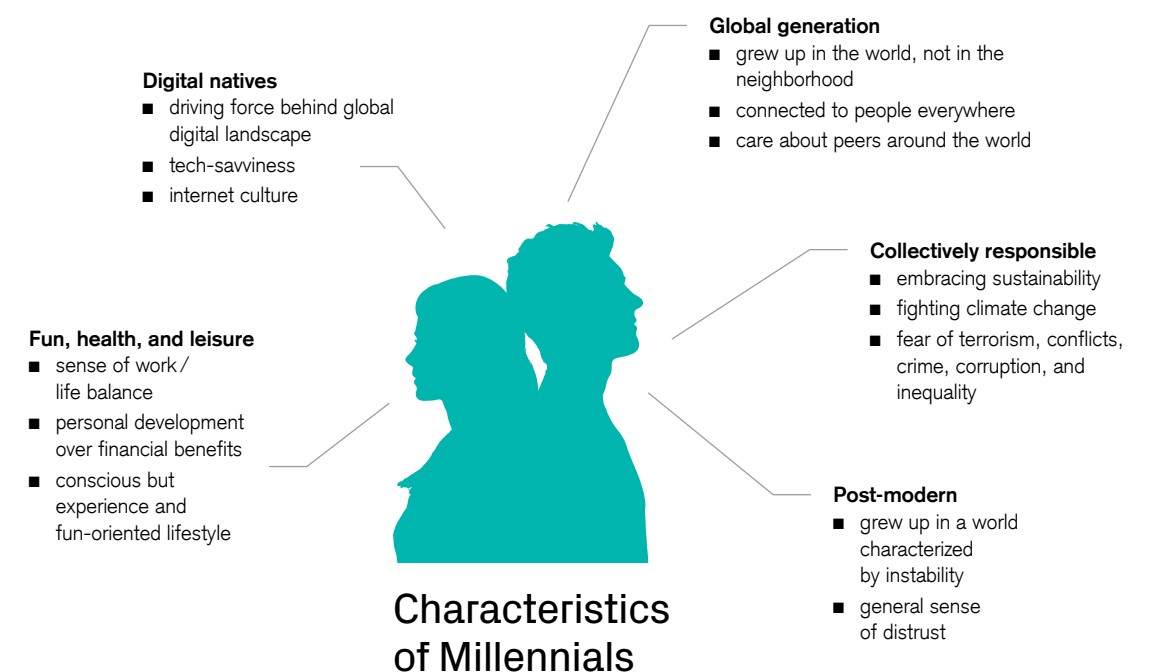 Global generation
■ grew up in the world, not in the
neighborhood
■ connected to people everywhere
■ care about peers around the world
Digital natives
■ driving force behind global
digital landscape
■ tech-savviness
■ internet culture
Collectively responsible
■ embracing sustainability
■ fighting climate change
■ fear of terrorism, conflicts,
crime, corruption, and
inequality
Fun, health, and leisure
■ sense of work /
life balance
■ personal development
over financial benefits
■ conscious but
experience and
fun-oriented lifestyle
Post-modern
■ grew up in a world
characterized
by instability
■ general sense
of distrust
Characteristics
of Millennials